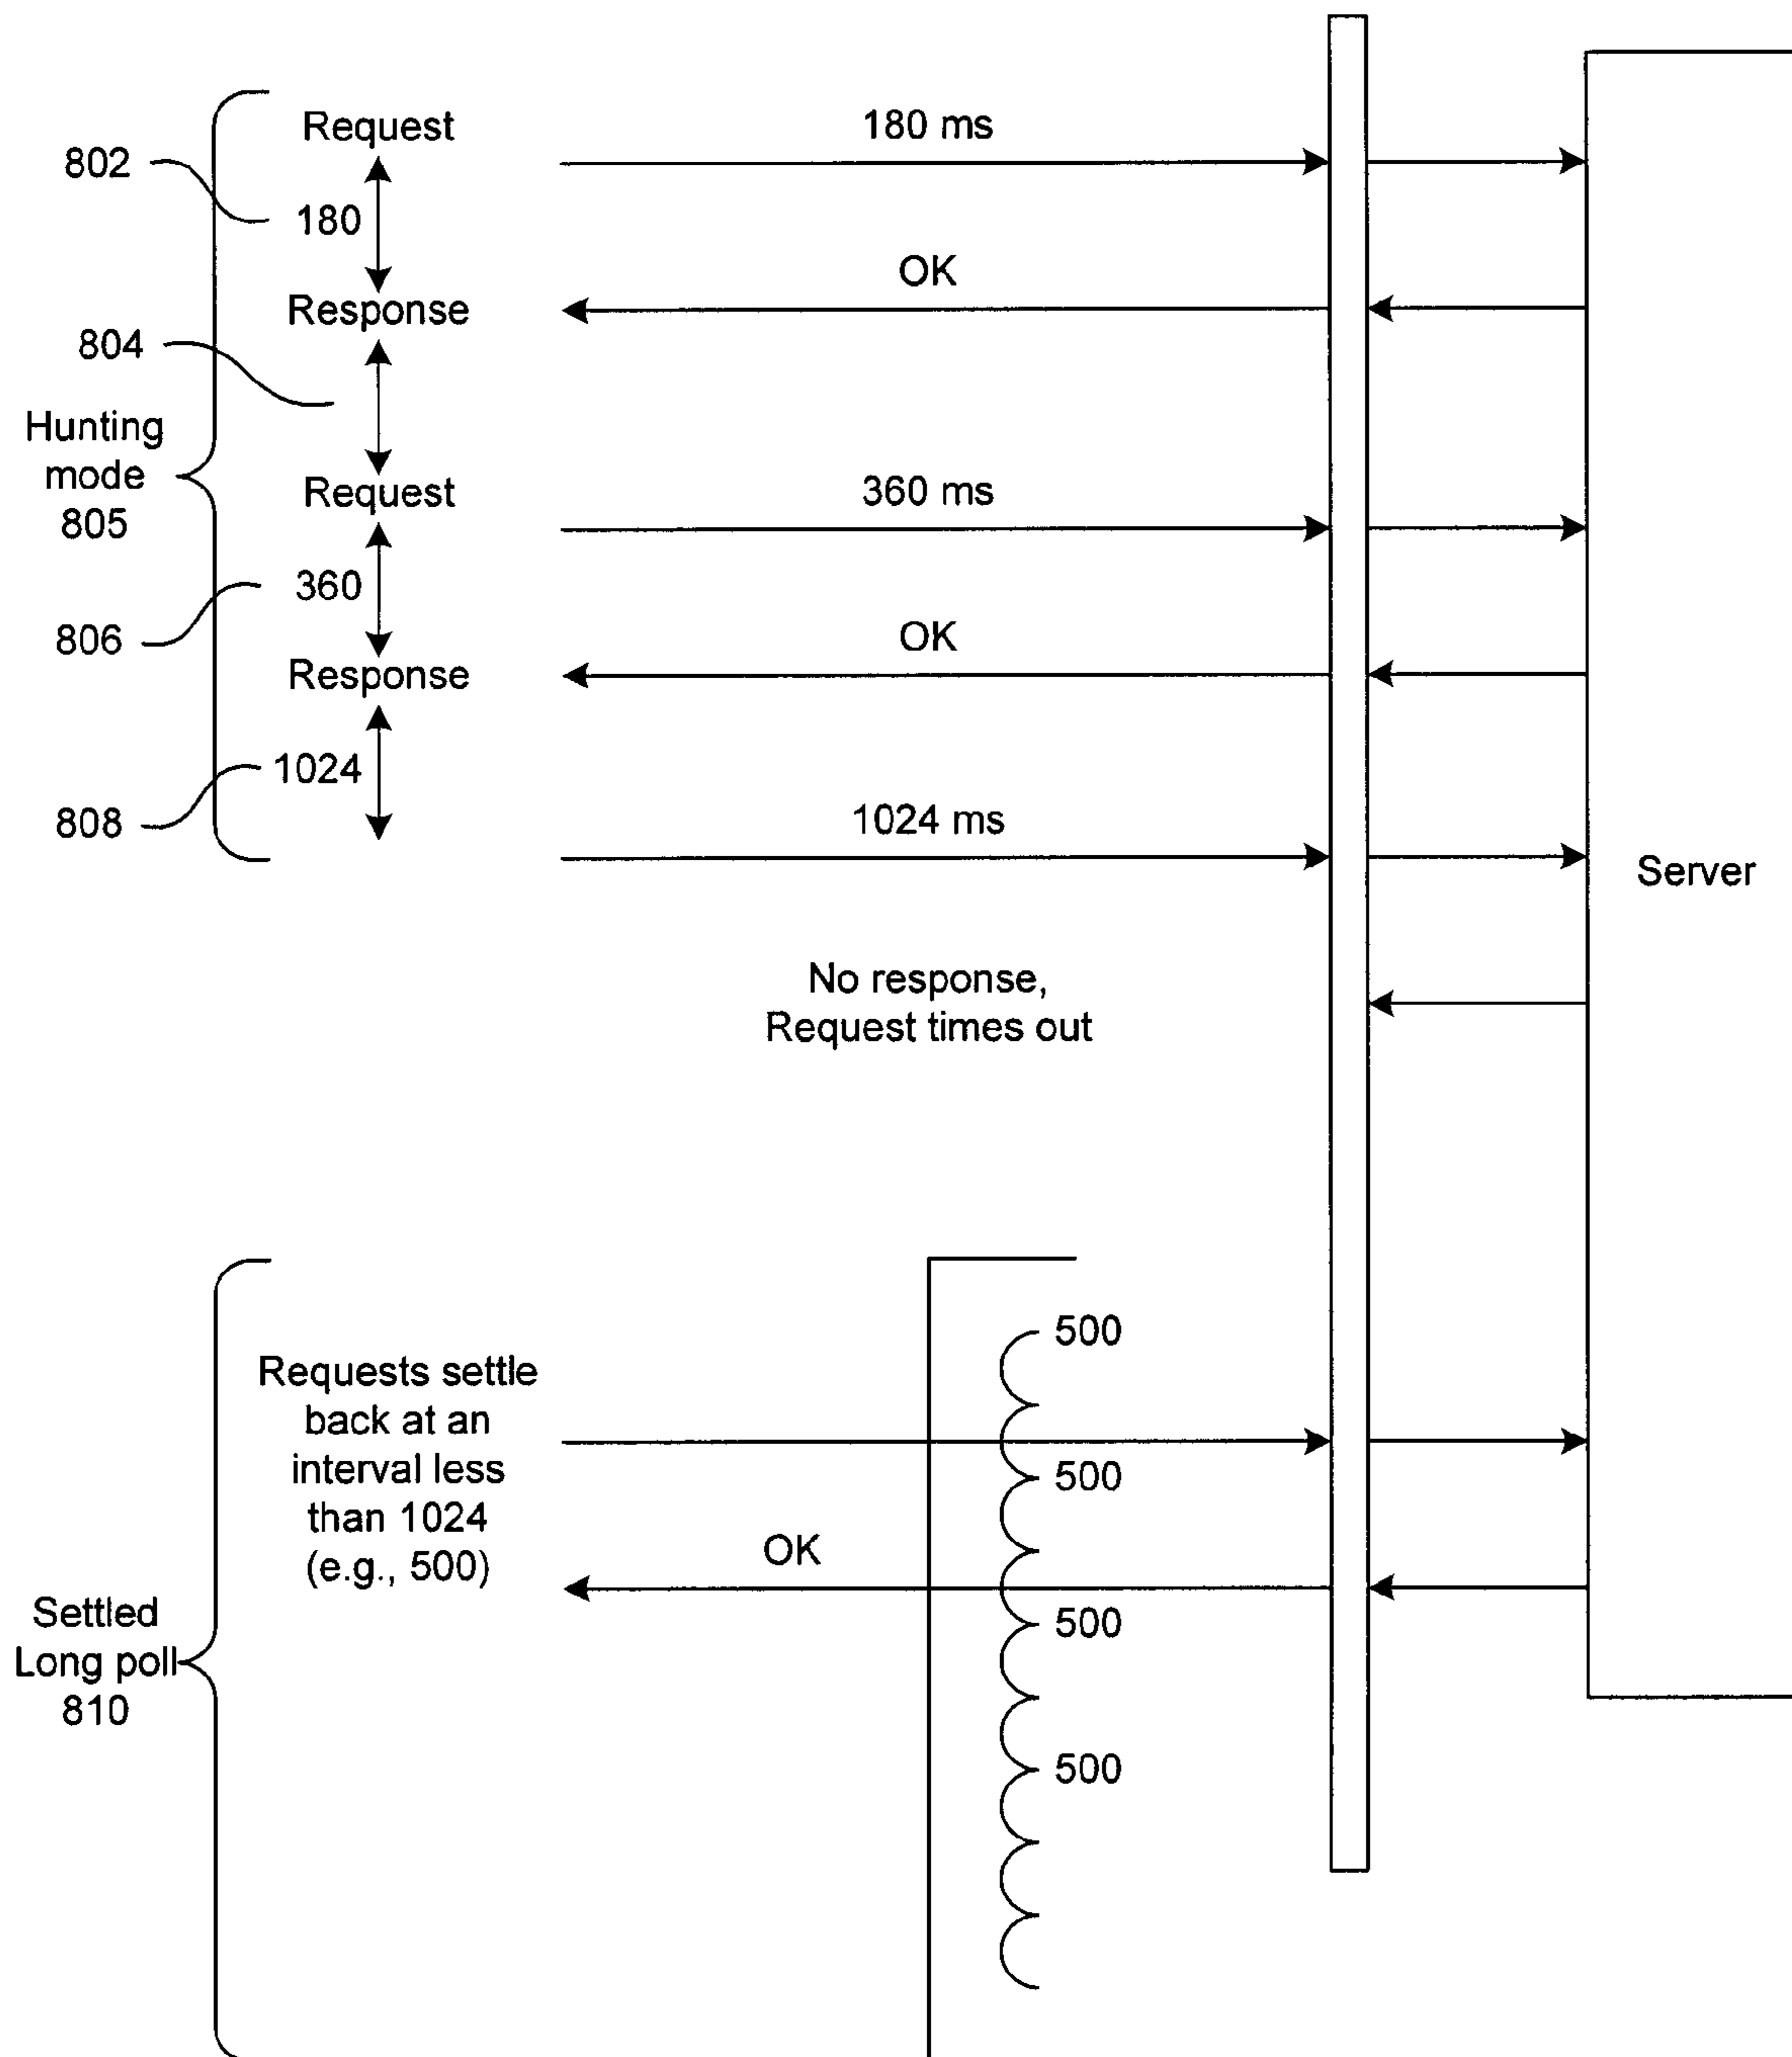 Request
180 ms
802
180
OK
Response
804
Hunting
mode
805
Request
360 ms
360
806
OK
Response
1024
808
1024 ms
Server
No response,
Request times out
500
Requests settle
back at an
interval less
than 1024
(e.g., 500)
500
OK
500
Settled
Long poll
810
500